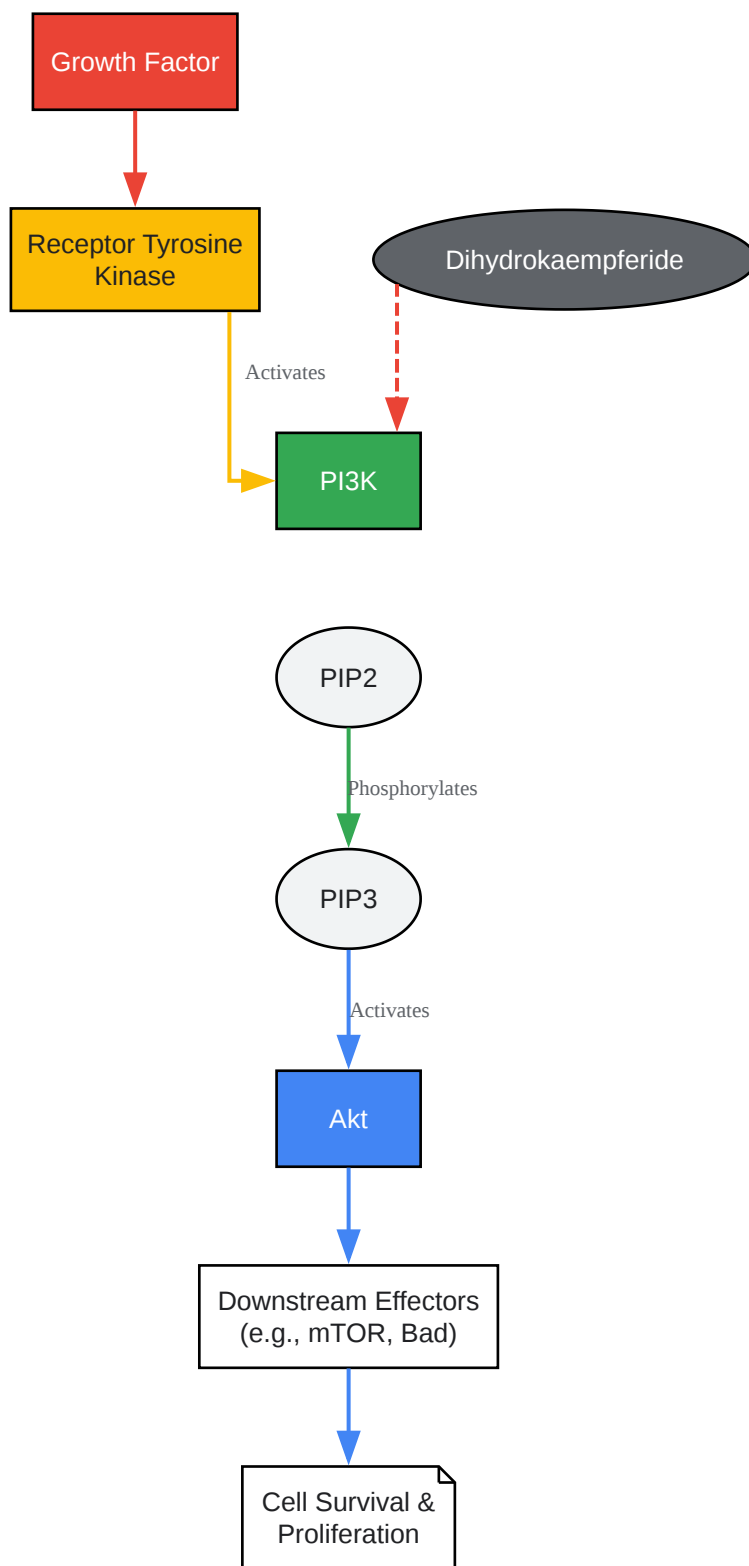 Growth Factor
Receptor Tyrosine
Kinase
Dihydrokaempferide
Activates
PI3K
PIP2
Phosphorylates
PIP3
Activates
Akt
Downstream Effectors
(e.g., mTOR, Bad)
Cell Survival &
Proliferation